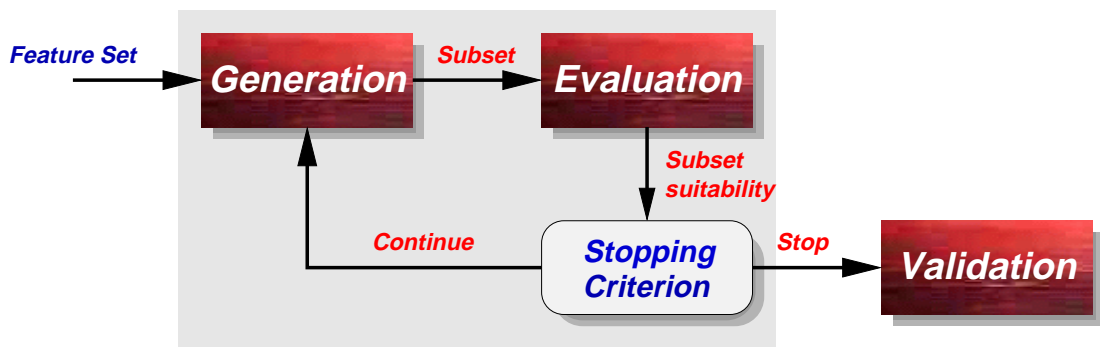 Feature Set
Generation
Subset
Evaluation
Subset
suitability
Continue
Stopping
Criterion
Stop
Validation